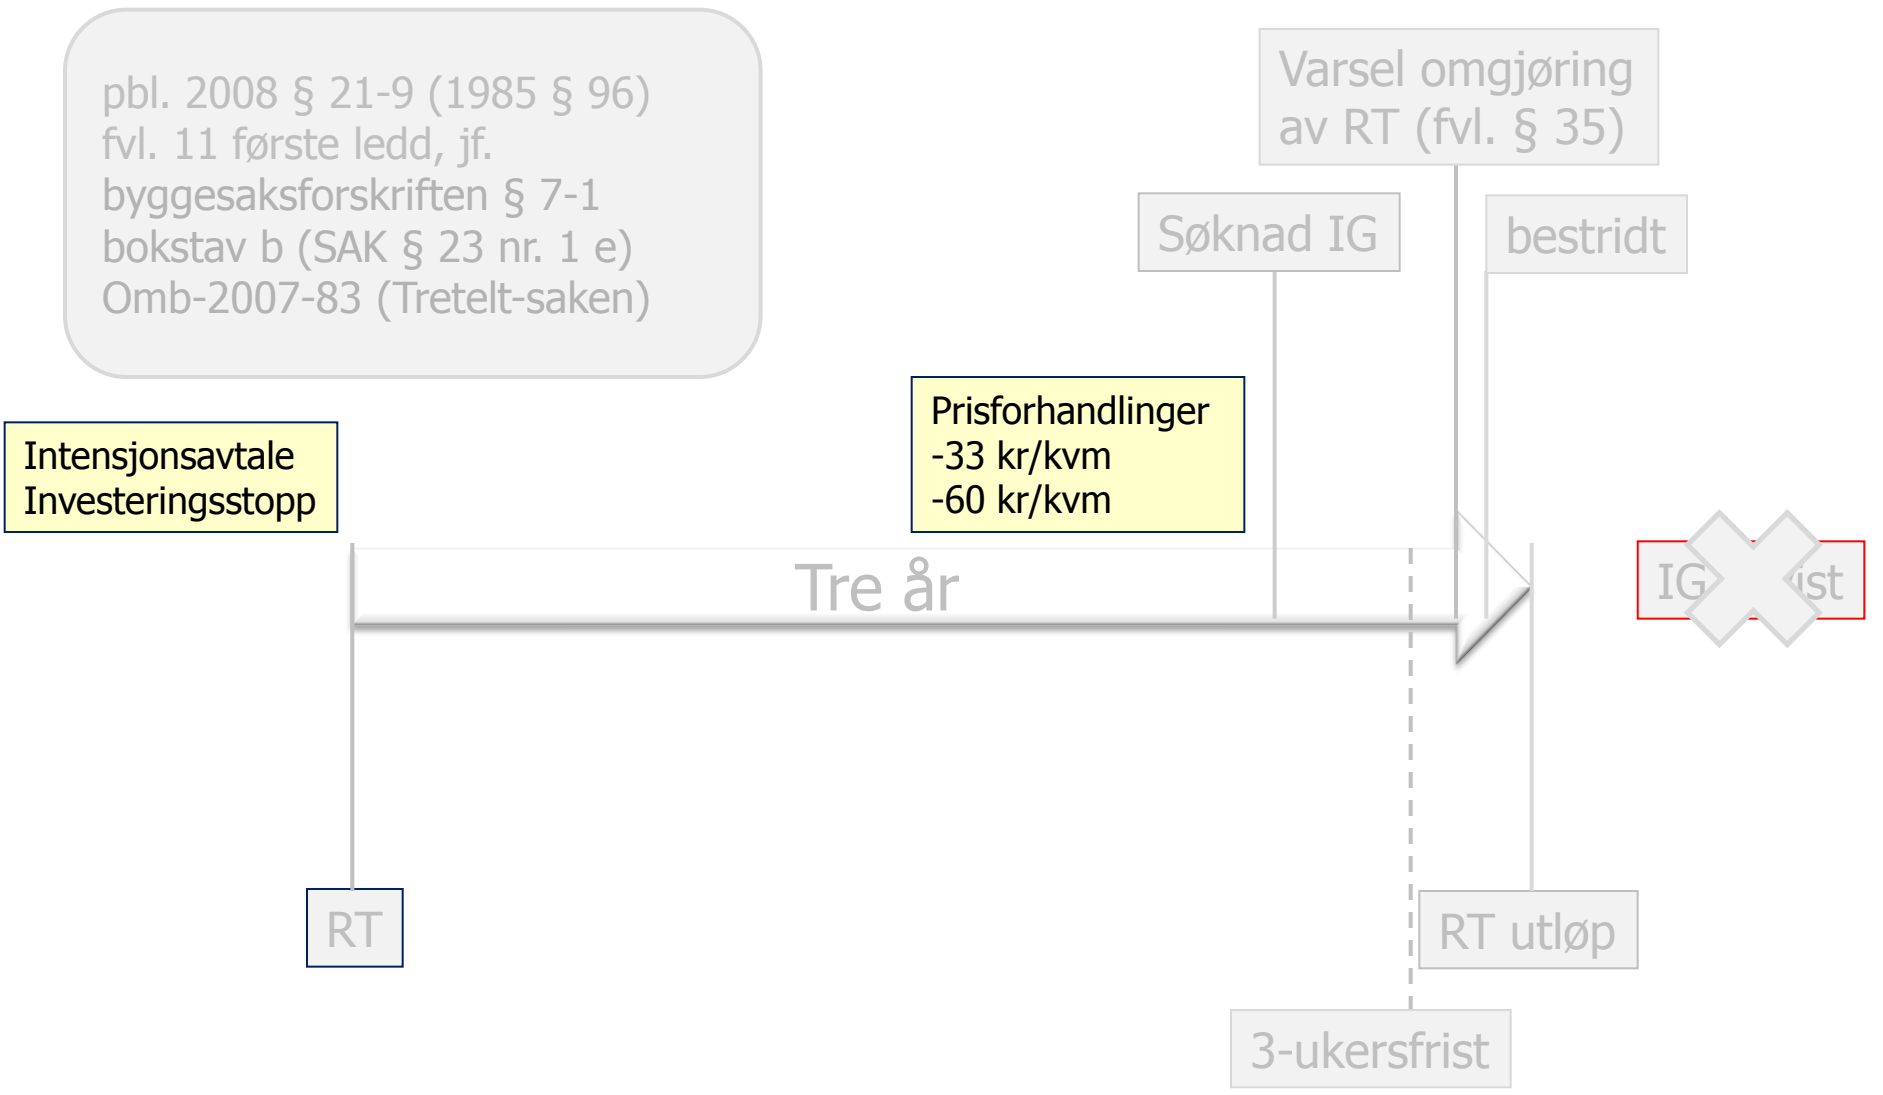 pbl. 2008 § 21-9 (1985 § 96)
fvl. 11 første ledd, jf.
byggesaksforskriften § 7-1
bokstav b (SAK § 23 nr. 1 e)
Omb-2007-83 (Tretelt-saken)
Varsel omgjøring
av RT (fvl. § 35)
Søknad IG
bestridt
Intensjonsavtale
Investeringsstopp
Prisforhandlinger
-33 kr/kvm
-60 kr/kvm
Tre år
IG
RT
RT utløp
3-ukersfrist